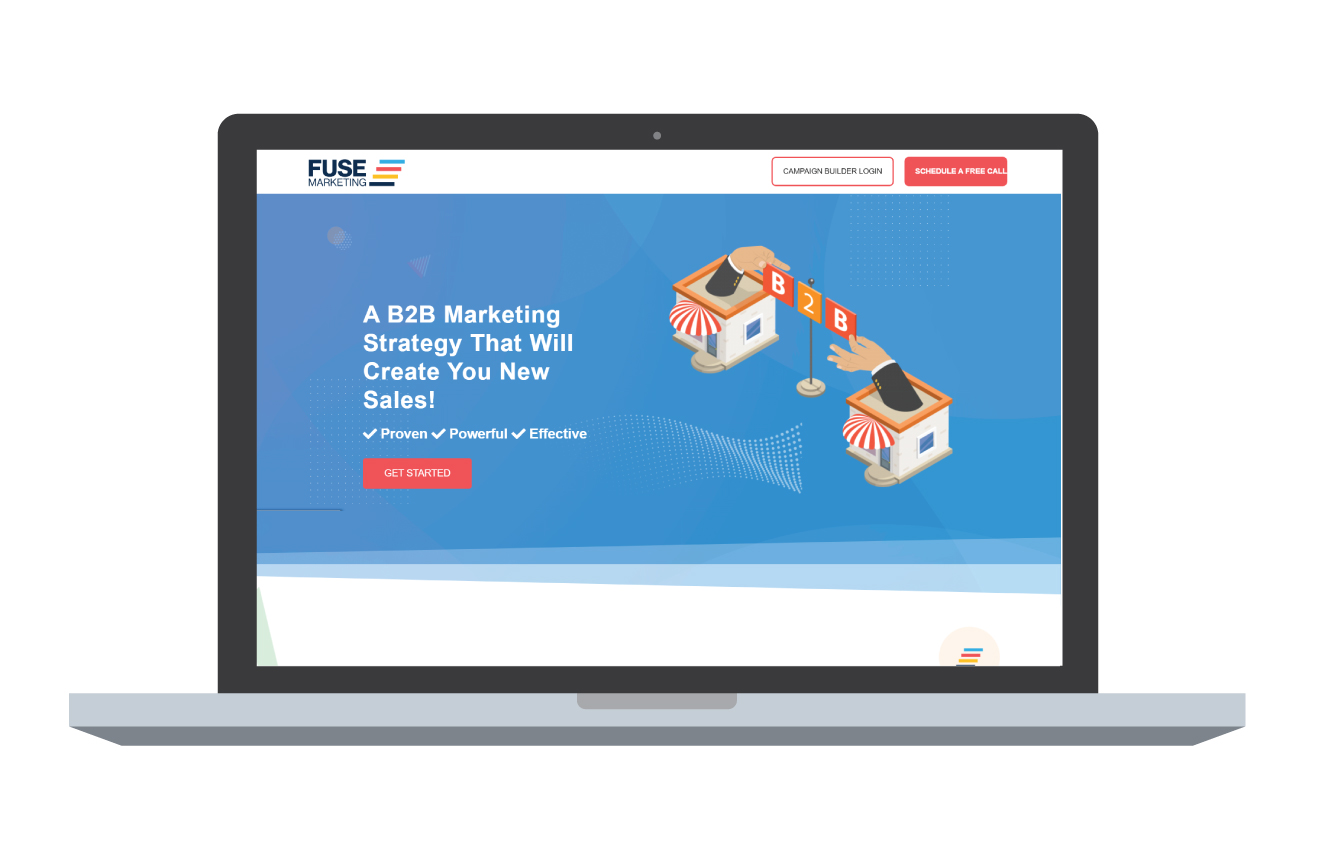 FUSE
MARKETING
CAMPAIGN BUILDER LOGIN
SCHEDULE A FREE CALL
B
2
B
A B2B Marketing
Strategy That Will
Create You New
Sales!
Proven Powerful Effective
GET STARTED